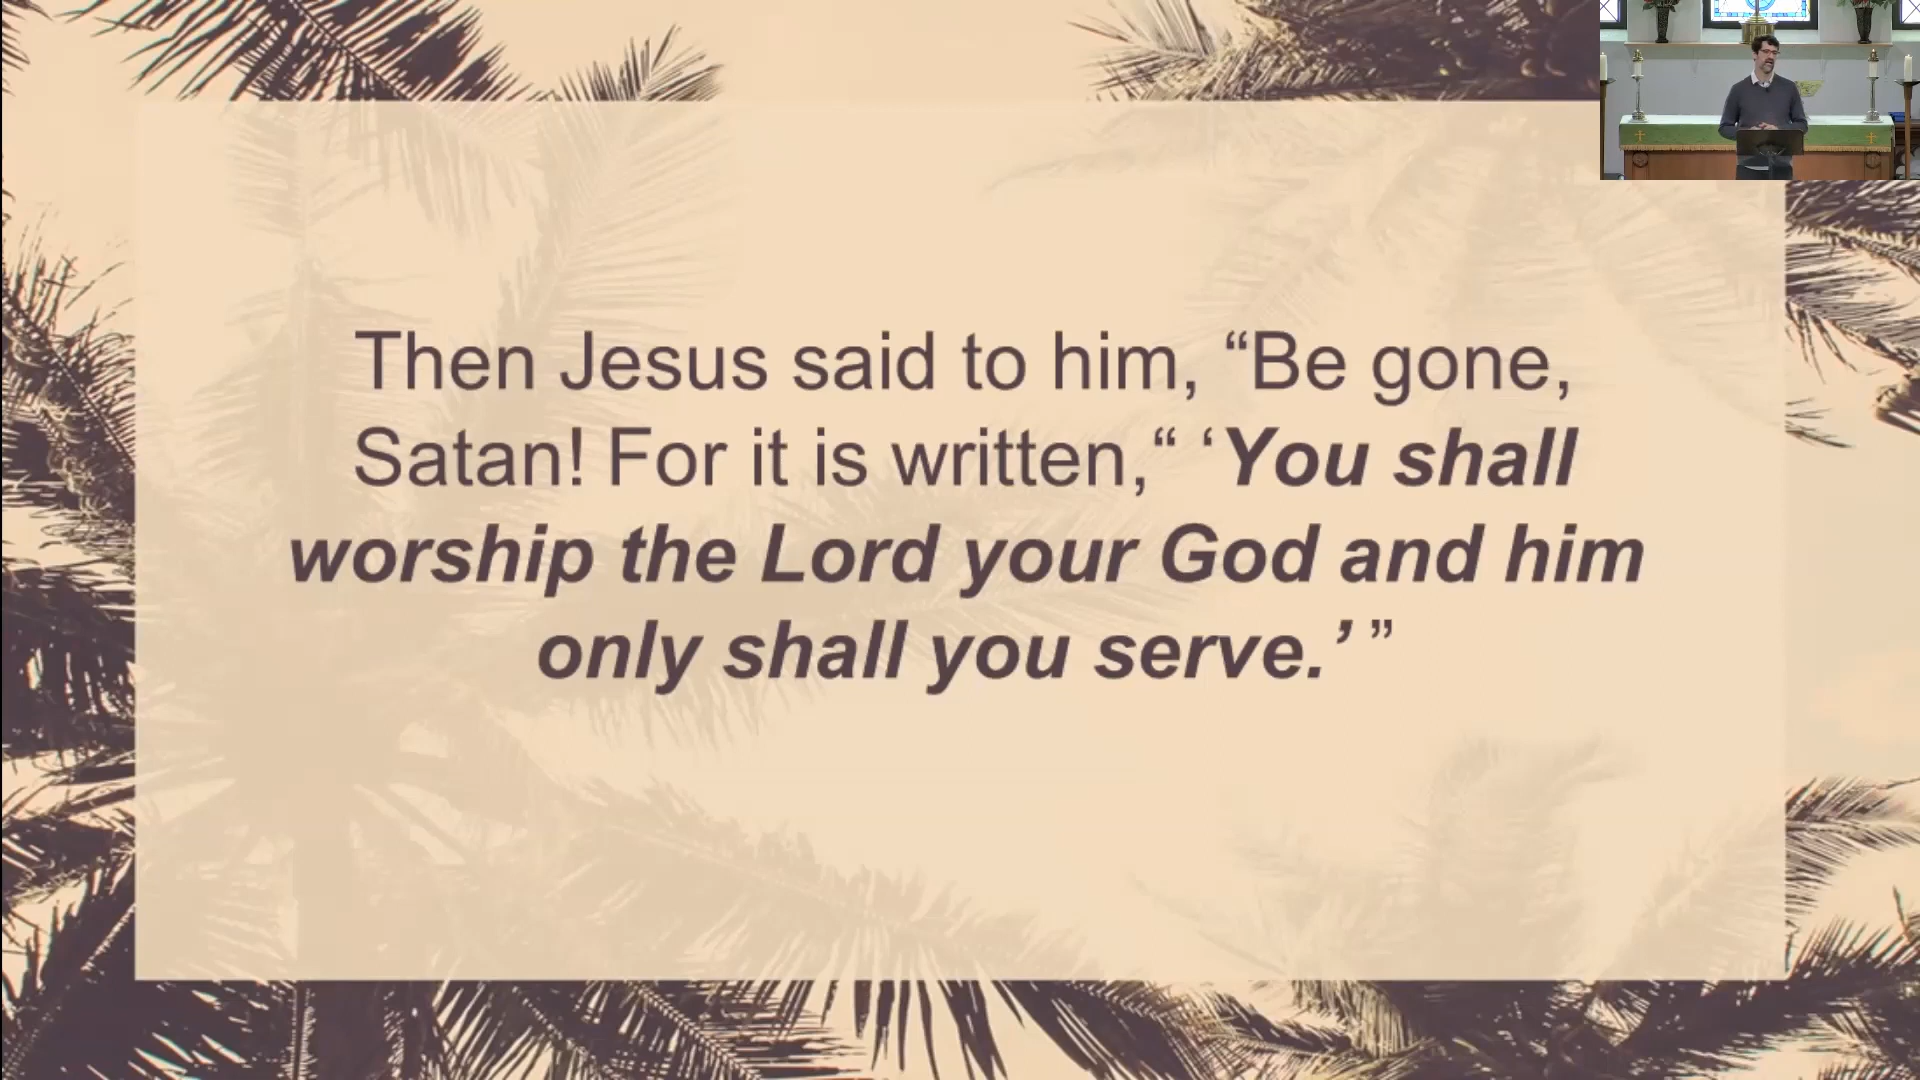 Then Jesus said to him, “Be gone,
Satan! For it is written,“ ‘You shall
worship the Lord your God and him
only shall you serve.’ ”